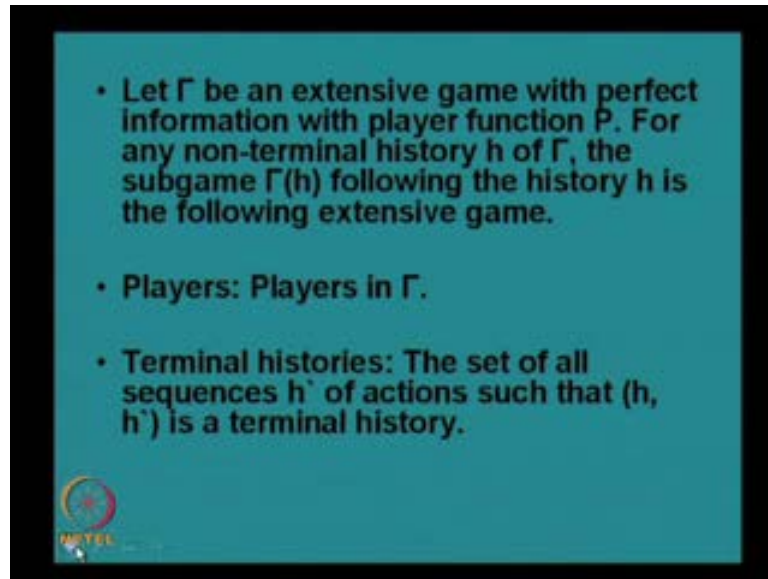 • Let Γ be an extensive game with perfect
information with player function P. For
any non-terminal history h of Γ, the
subgame Γ(h) following the history h is
the following extensive game.
• Players: Players in Γ.
• Terminal histories: The set of all
sequences h` of actions such that (h,
h`) is a terminal history.
NPTEL